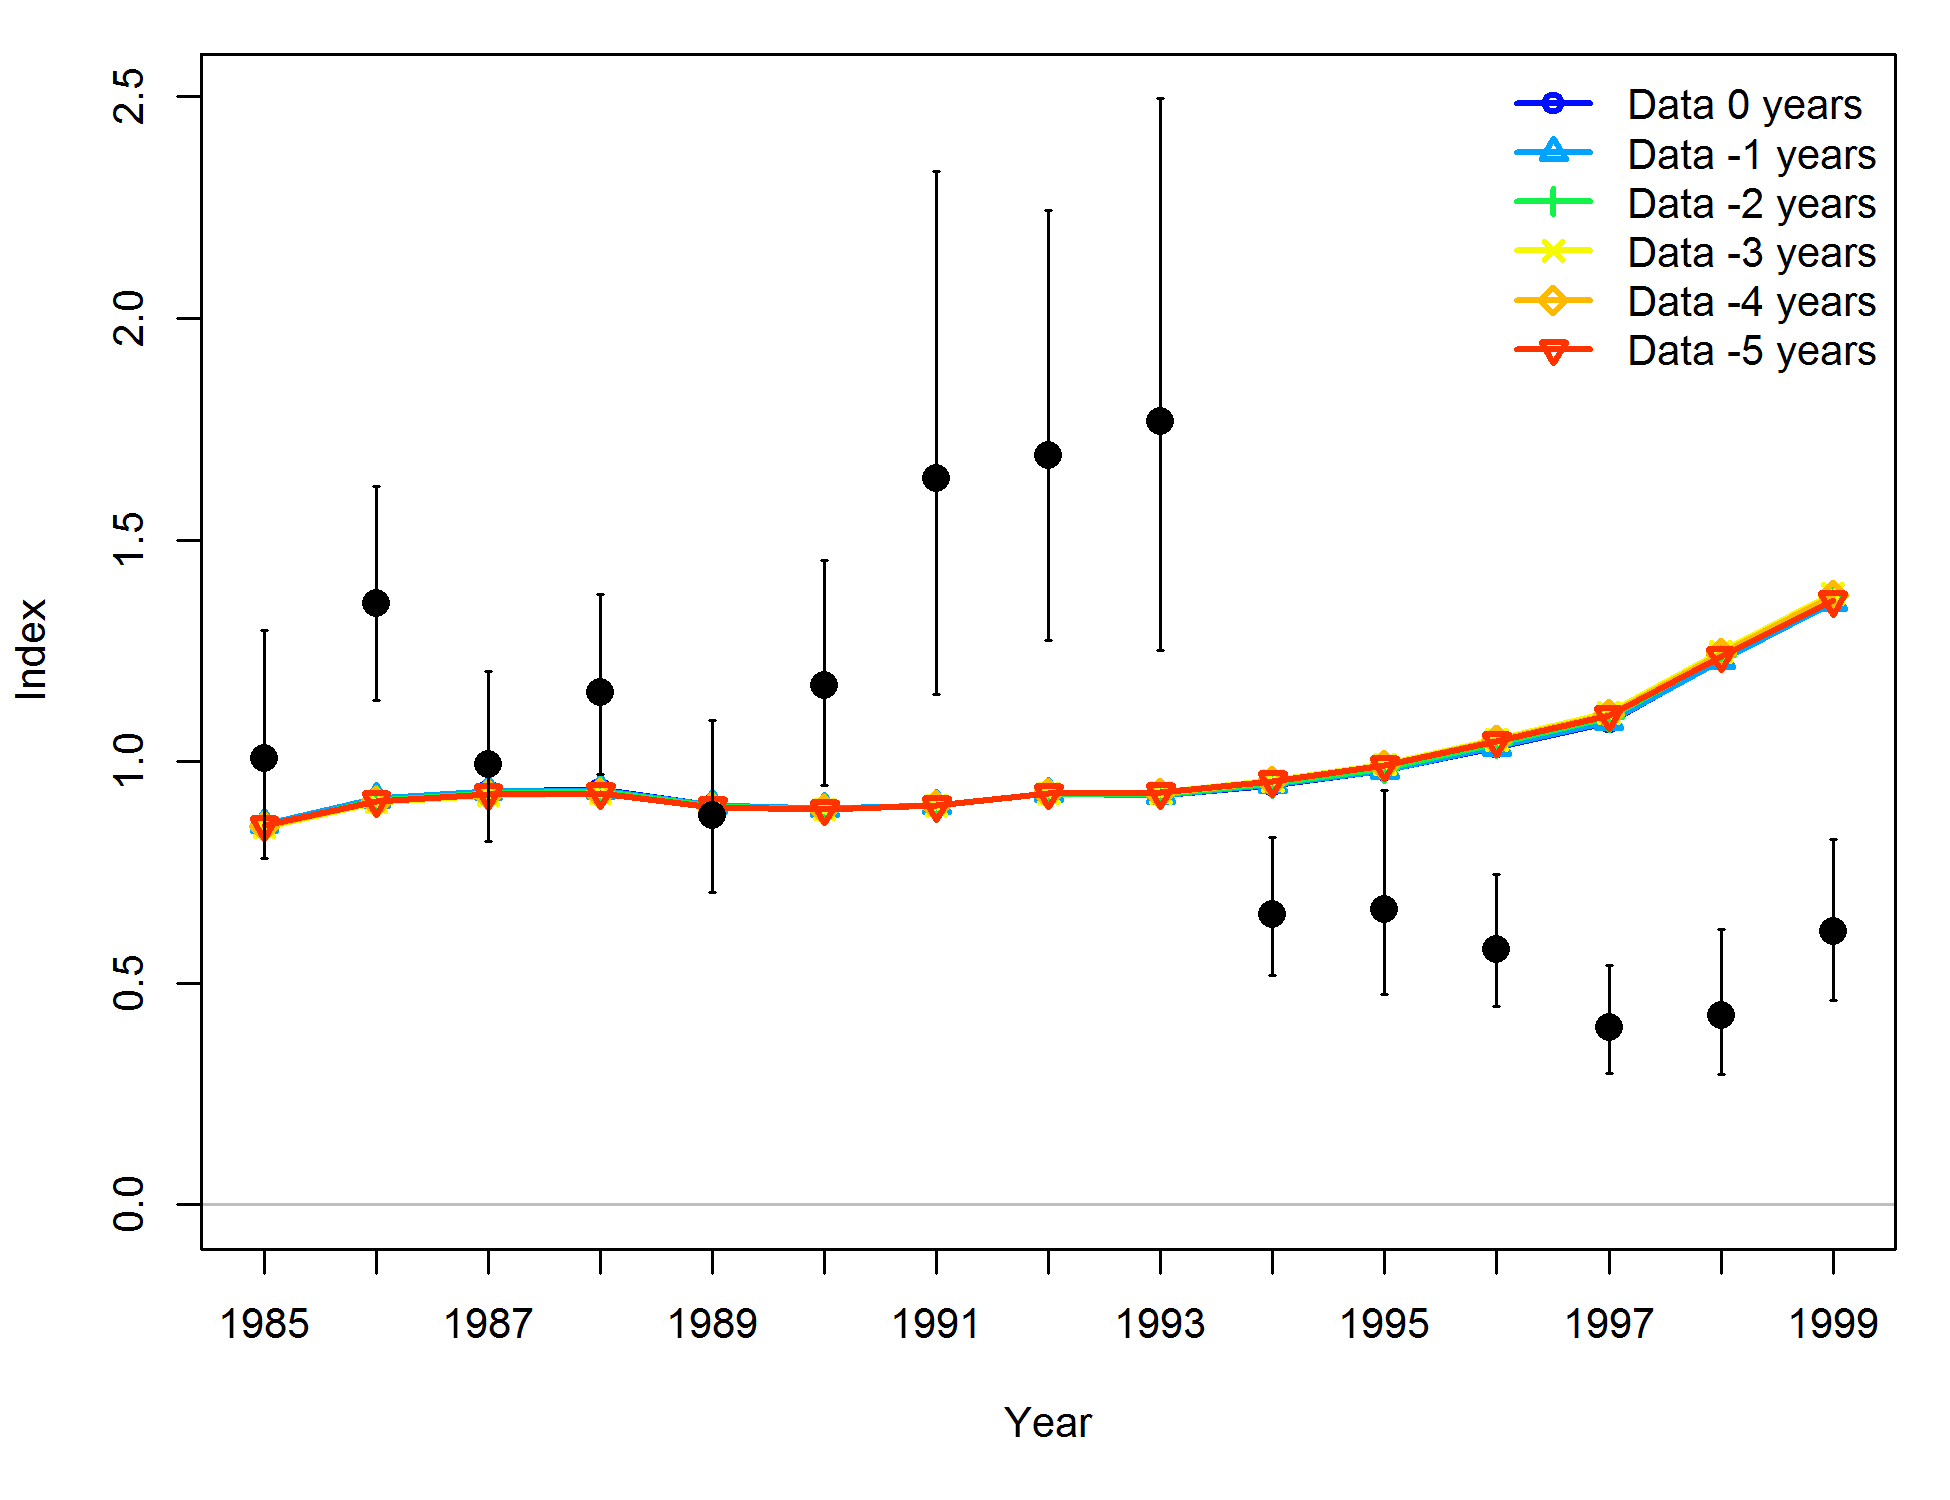 2.5
2.0
1.5
1.0
0.5
0.0
Index
Data 0 years
Data -1 years
Data -2 years
Data -3 years
Data -4 years
Data -5 years
1985 1987 1989 1991 1993 1995 1997 1999
Year